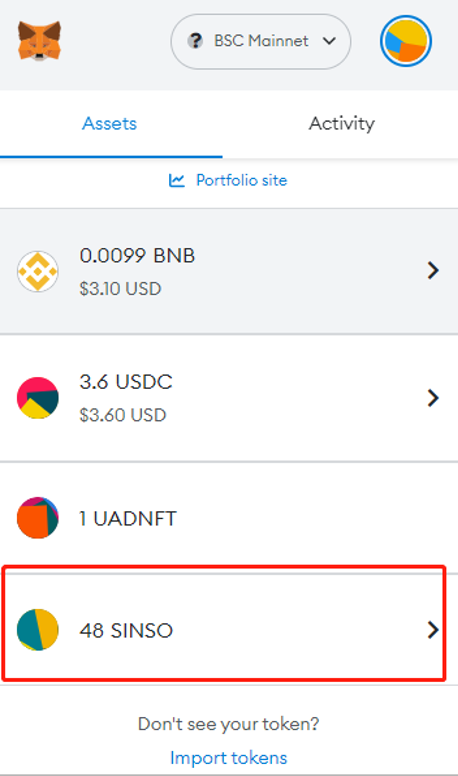 BSC Mainnet
Assets Activity
Portfolio site
0.0099 BNB
$3.10 USD
3.6 USDC
$3.60 USD
1 UADNFT
48 SINSO
Don't see your token?
Import tokens